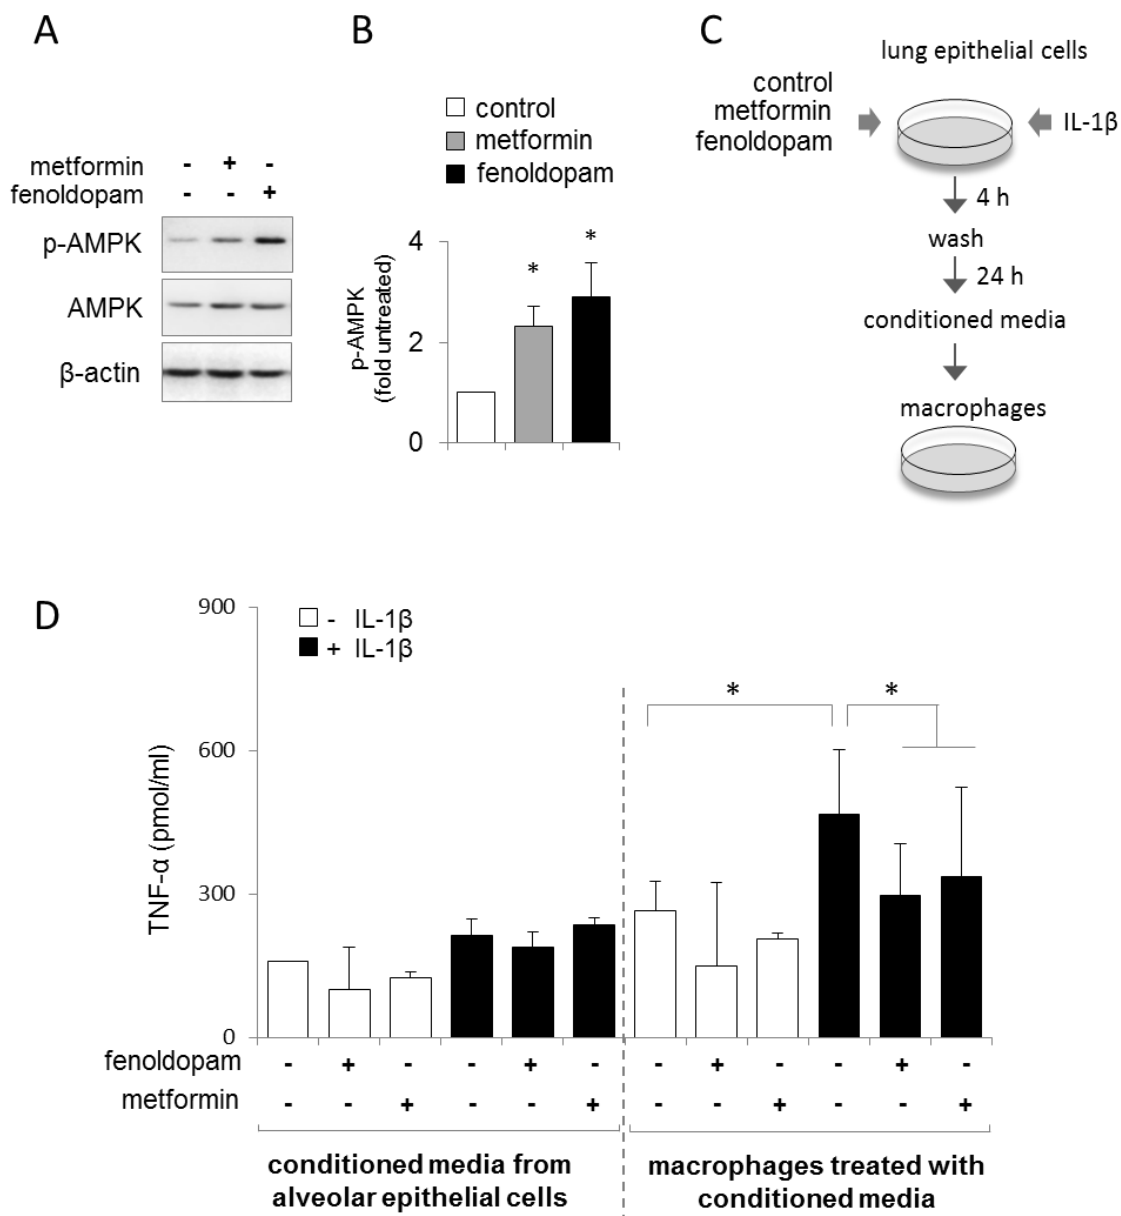 A
metformin - + -
fenoldopam - - +
p-AMPK
AMPK
β-actin
B
control
metformin
fenoldopam
p-AMPK
(fold untreated)
4
2
0
* *
C
lung epithelial cells
control
metformin
fenoldopam
IL-1β
4 h
wash
24 h
conditioned media
macrophages
D
- IL-1β
+ IL-1β
TNF-α (pmol/ml)
900
600
300
0
* *
fenoldopam - + - - + - - + - - + -
metformin - - + - - + - - + - - +
conditioned media from
alveolar epithelial cells
macrophages treated with
conditioned media